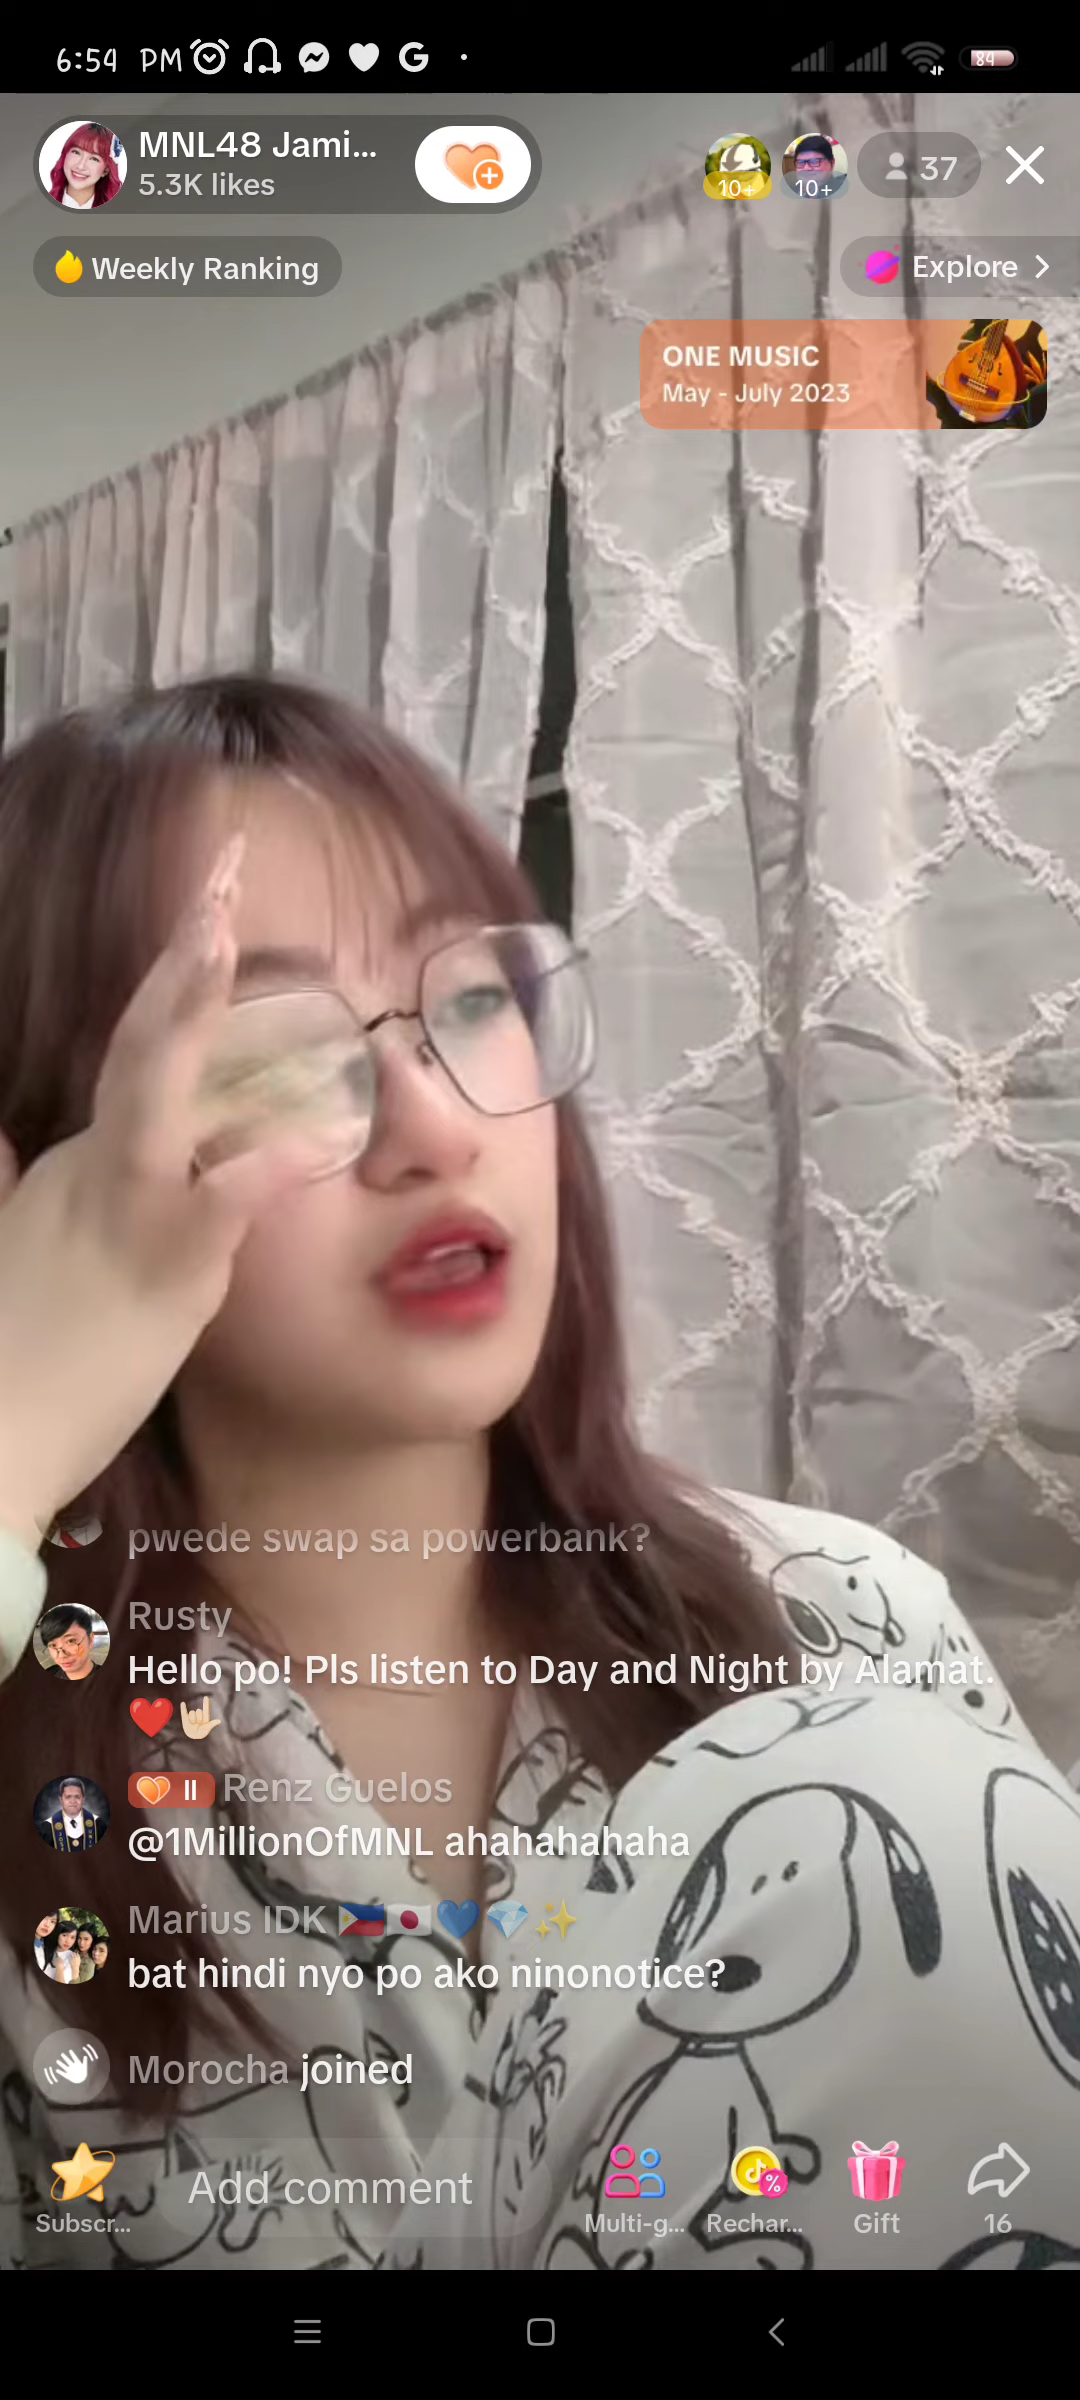 6:54 PM
84
MNL48 Jami...
5.3K likes
10+
10+
37
Weekly Ranking
Explore
ONE MUSIC
May - July 2023
pwede swap sa powerbank?
Rusty
Hello po! Pls listen to Day and Night by Alamat.
❤️🤟🏻
II Renz Guelos
@1MillionOfMNL ahahahahaha
Marius IDK 🇵🇭🇯🇵💙💎✨
bat hindi nyo po ako ninonotice?
Morocha joined
Add comment
Subscr...
Multi-g...
Rechar...
Gift
16